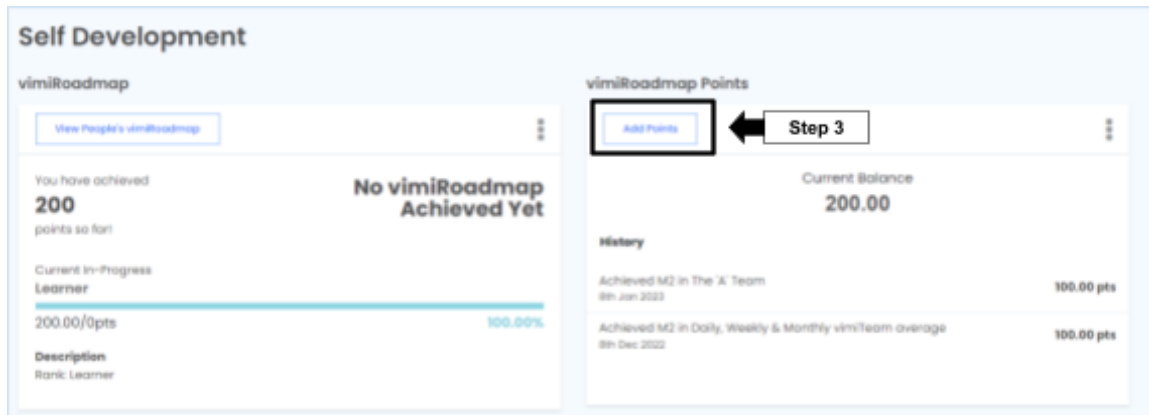 Self Development
vimiRoadmap
View People's vimiRoadmap
You have achieved
200
points so far!
No vimiRoadmap
Achieved Yet
Current In-Progress
Learner
200.00/0pts
100.00%
Description
Rank: Learner
vimiRoadmap Points
Add Points
Step 3
Current Balance
200.00
History
Achieved M2 in The 'A' Team
8th Jan 2023
100.00 pts
Achieved M2 in Daily, Weekly & Monthly vimiTeam average
8th Dec 2022
100.00 pts